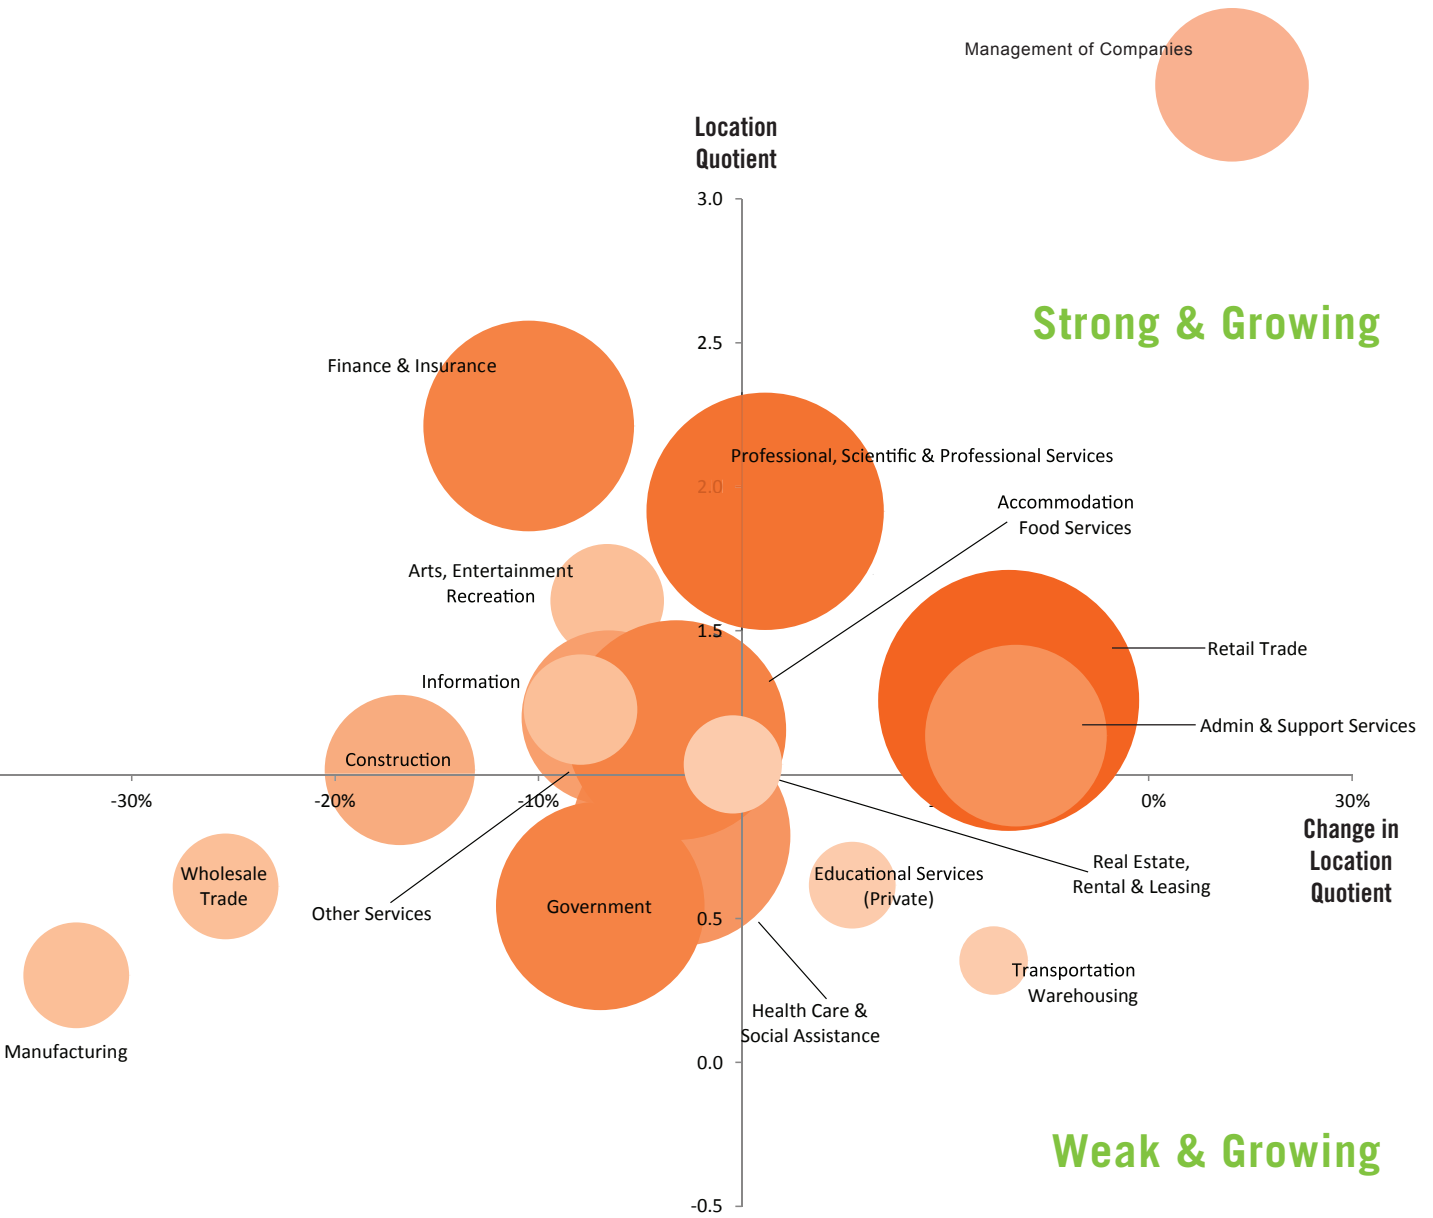 Management of Companies
Location
Quotient
3.0
Strong & Growing
2.5
Finance & Insurance
Professional, Scientific & Professional Services
2.0
Accommodation
Food Services
Arts, Entertainment
Recreation
1.5
Retail Trade
Information
Admin & Support Services
Construction
-30%
-20%
-10%
0%
30%
Change in
Location
Quotient
Real Estate,
Rental & Leasing
Wholesale
Trade
Educational Services
(Private)
Other Services
Government
0.5
Transportation
Warehousing
Health Care &
Social Assistance
Manufacturing
0.0
Weak & Growing
-0.5